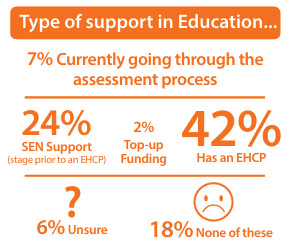 Type of support in Education...
7% Currently going through the
assessment process
24%
SEN Support
(stage prior to an EHCP)
2%
Top-up
Funding
42%
Has an EHCP
?
6% Unsure
18% None of these